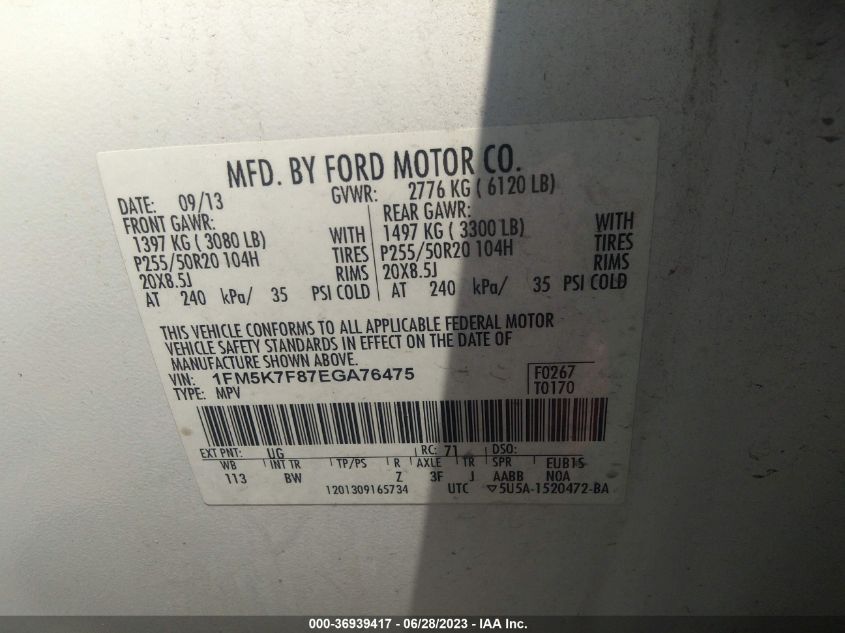 MFD. BY FORD MOTOR CO.
DATE: 09/13 GVWR: 2776 KG ( 6120 LB)
FRONT GAWR: REAR GAWR:
1397 KG ( 3080 LB) WITH 1497 KG ( 3300 LB) WITH
P255/50R20 104H TIRES P255/50R20 104H TIRES
20X8.5J RIMS 20X8.5J RIMS
AT 240 kPa/ 35 PSI COLD AT 240 kPa/ 35 PSI COLD
THIS VEHICLE CONFORMS TO ALL APPLICABLE FEDERAL MOTOR
VEHICLE SAFETY STANDARDS IN EFFECT ON THE DATE OF
MANUFACTURE SHOWN ABOVE.
VIN: 1FM5K7F87EGA76475 F0267
TYPE: MPV T0170
EXT PNT: UG RC: 71 DSO:
WB INT TR TP/PS R AXLE TR SPR EUB15
113 BW Z 3F J AABB NOA
1201309165734 UTC ▽5U5A-1520472-BA
000-36939417 - 06/28/2023 - IAA Inc.